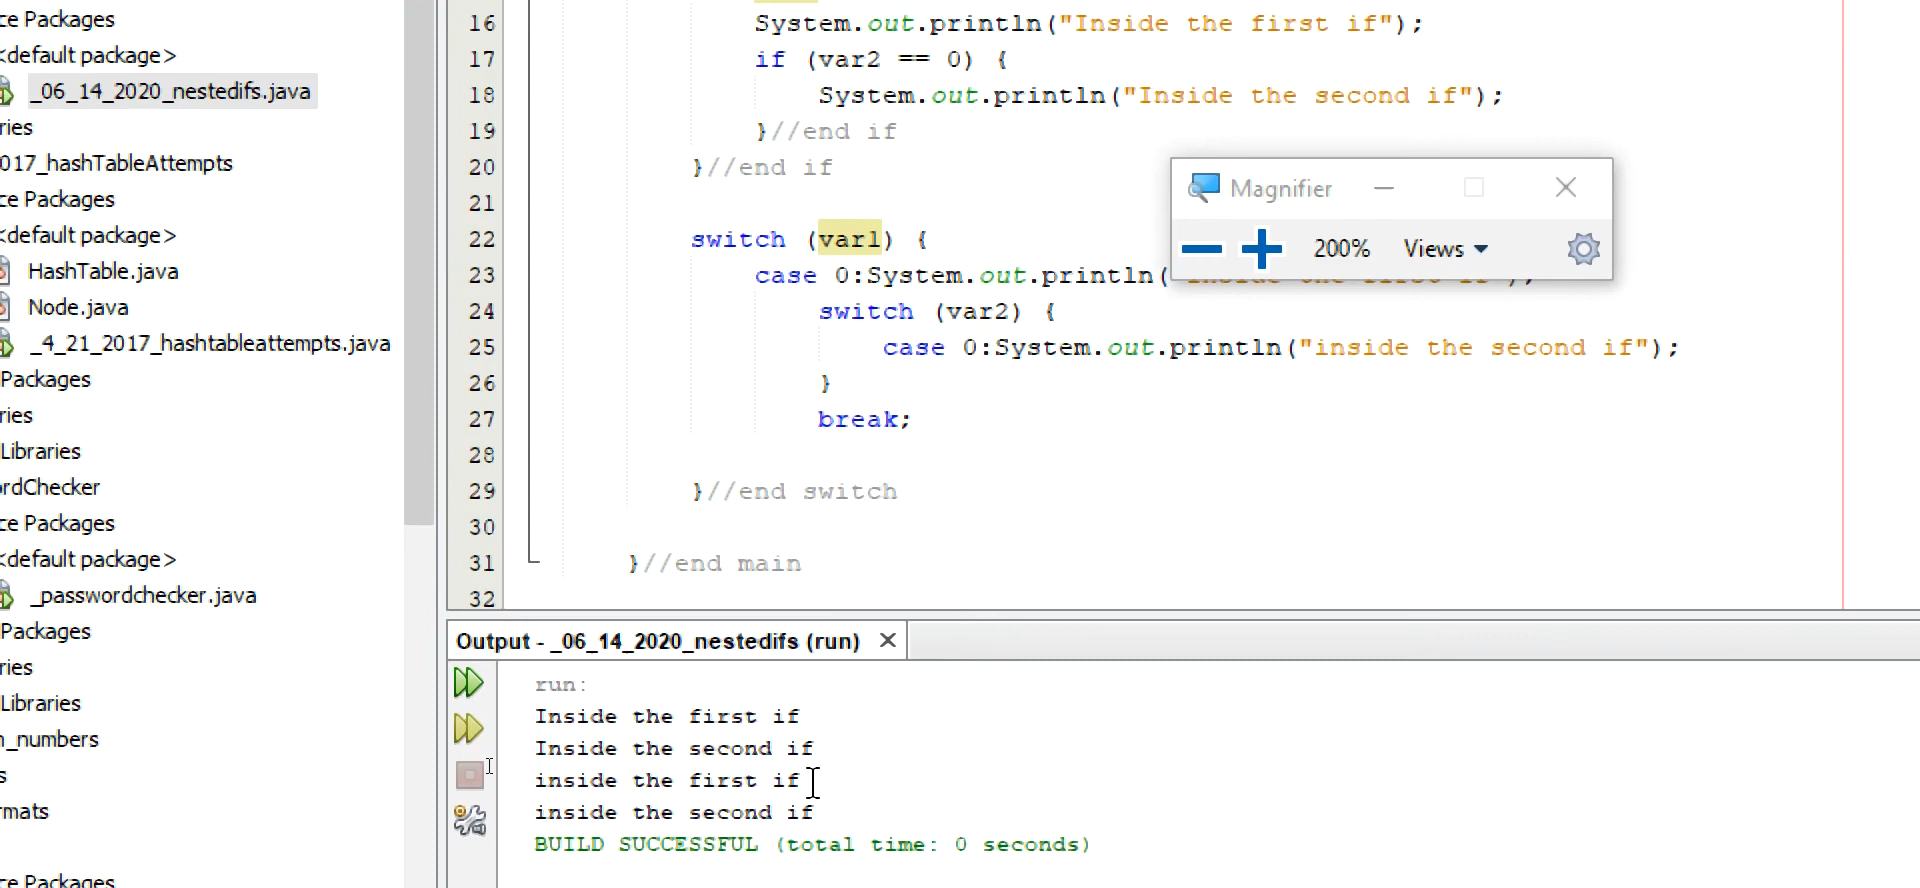 ce Packages
<default package>
_06_14_2020_nestedifs.java
ries
017_hashTableAttempts
ce Packages
<default package>
HashTable.java
Node.java
_4_21_2017_hashtableattempts.java
Packages
ries
Libraries
ordChecker
ce Packages
<default package>
_passwordchecker.java
Packages
ries
Libraries
n_numbers
s
rmats
ce Packages
16 System.out.println("Inside the first if");
17 if (var2 == 0) {
18 System.out.println("Inside the second if");
19 }//end if
20 }//end if
21
22 switch (var1) {
23 case 0:System.out.println("inside the first if");
24 switch (var2) {
25 case 0:System.out.println("inside the second if");
26 }
27 break;
28
29 }//end switch
30
31 }//end main
32
Magnifier
200% Views
Output - _06_14_2020_nestedifs (run)
run:
Inside the first if
Inside the second if
inside the first if
inside the second if
BUILD SUCCESSFUL (total time: 0 seconds)